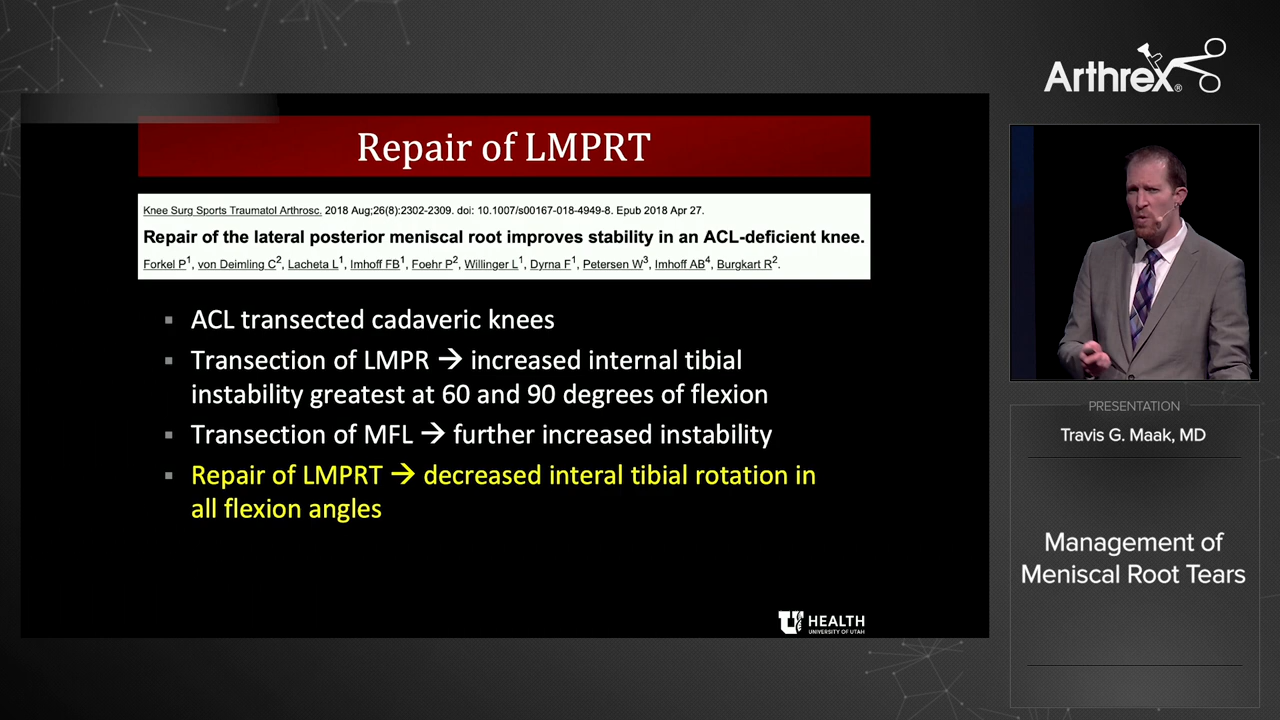 Repair of LMPRT
Knee Surg Sports Traumatol Arthrosc. 2018 Aug;26(8):2302-2309. doi: 10.1007/s00167-018-4949-8. Epub 2018 Apr 27.
Repair of the lateral posterior meniscal root improves stability in an ACL-deficient knee.
Forkel P1, von Deimling C2, Lacheta L1, Imhoff FB1, Foehr P2, Willinger L1, Dyrna F1, Petersen W3, Imhoff AB4, Burgkart R2.
▪ ACL transected cadaveric knees
▪ Transection of LMPR → increased internal tibial
instability greatest at 60 and 90 degrees of flexion
▪ Transection of MFL → further increased instability
▪ Repair of LMPRT → decreased interal tibial rotation in
all flexion angles
U HEALTH
UNIVERSITY OF UTAH
Arthrex®
PRESENTATION
Travis G. Maak, MD
Management of
Meniscal Root Tears